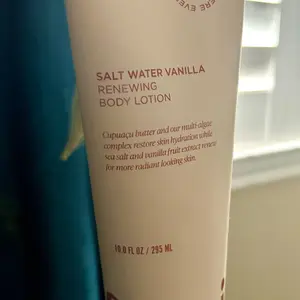 SALT WATER VANILLA
RENEWING
BODY LOTION
Cupuaçu butter and our multi-algae
complex restore skin hydration while
sea salt and vanilla fruit extract renew
for more radiant looking skin.
10.0 FL OZ / 295 ML